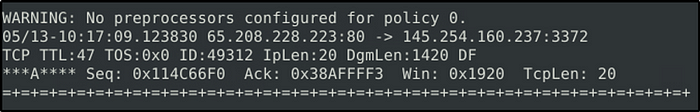 WARNING: No preprocessors configured for policy 0.
05/13-10:17:09.123830 65.208.228.223:80 -> 145.254.160.237:3372
TCP TTL:47 TOS:0x0 ID:49312 IpLen:20 DgmLen:1420 DF
***A**** Seq: 0x114C66F0  Ack: 0x38AFFFF3  Win: 0x1920  TcpLen: 20
=+=+=+=+=+=+=+=+=+=+=+=+=+=+=+=+=+=+=+=+=+=+=+=+=+=+=+=+=+=+=+=+=+=+=+=+=+